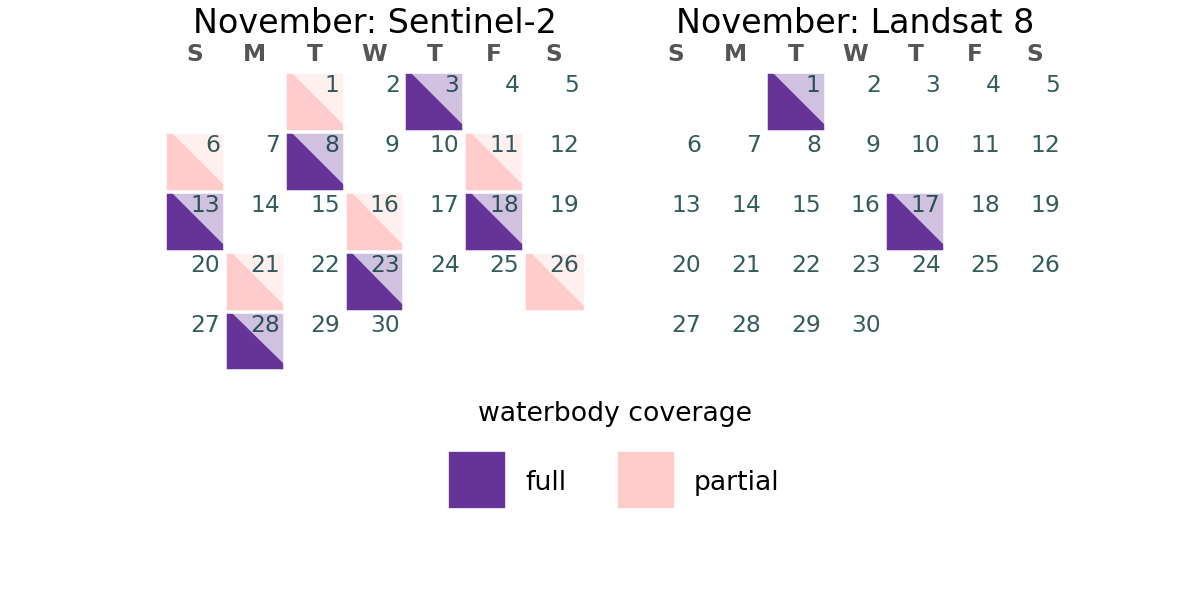 November: Sentinel-2
S M T W T F S
1 2 3 4 5
6 7 8 9 10 11 12
13 14 15 16 17 18 19
20 21 22 23 24 25 26
27 28 29 30
November: Landsat 8
S M T W T F S
1 2 3 4 5
6 7 8 9 10 11 12
13 14 15 16 17 18 19
20 21 22 23 24 25 26
27 28 29 30
waterbody coverage
full
partial